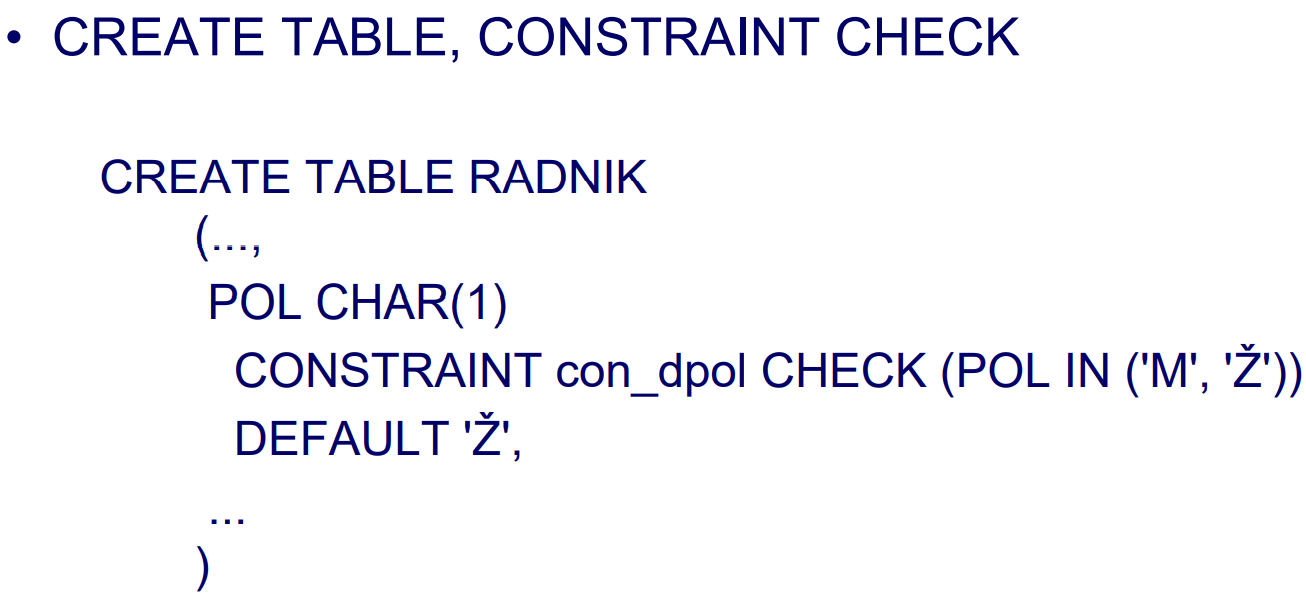 • CREATE TABLE, CONSTRAINT CHECK
CREATE TABLE RADNIK
(...,
POL CHAR(1)
CONSTRAINT con_dpol CHECK (POL IN ('M', 'Ž'))
DEFAULT 'Ž',
...
)